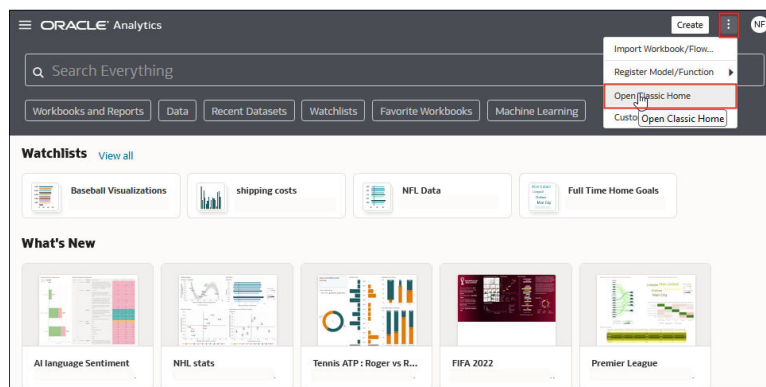 ORACLE Analytics
Create
NF
Import Workbook/Flow...
Register Model/Function
Open Classic Home
Custo
Open Classic Home
Search Everything
Workbooks and Reports
Data
Recent Datasets
Watchlists
Favorite Workbooks
Machine Learning
Watchlists View all
Baseball Visualizations
shipping costs
NFL Data
Full Time Home Goals
What's New
AI language Sentiment
NHL stats
Tennis ATP : Roger vs R...
FIFA 2022
Premier League